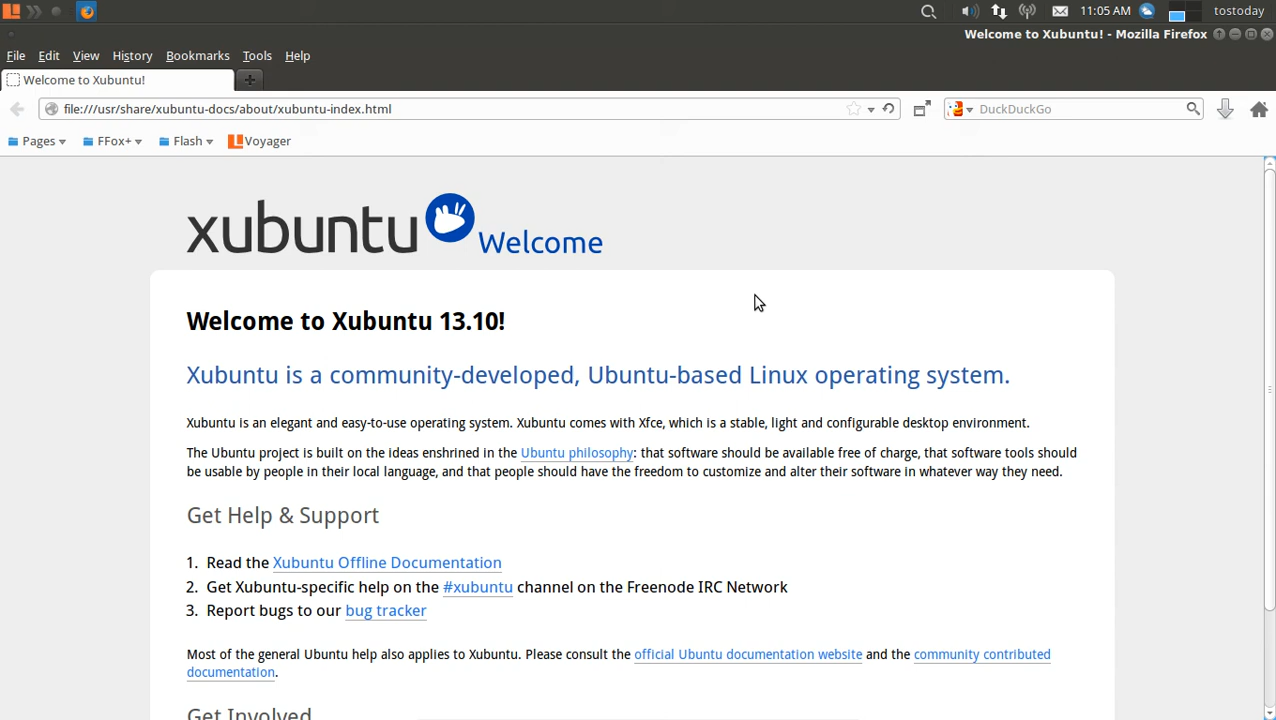 11:05 AM
tostoday
Welcome to Xubuntu! - Mozilla Firefox
File Edit View History Bookmarks Tools Help
Welcome to Xubuntu!
file:///usr/share/xubuntu-docs/about/xubuntu-index.html
DuckDuckGo
Pages FFox+ Flash Voyager
xubuntu Welcome
Welcome to Xubuntu 13.10!
Xubuntu is a community-developed, Ubuntu-based Linux operating system.
Xubuntu is an elegant and easy-to-use operating system. Xubuntu comes with Xfce, which is a stable, light and configurable desktop environment.
The Ubuntu project is built on the ideas enshrined in the Ubuntu philosophy: that software should be available free of charge, that software tools should
be usable by people in their local language, and that people should have the freedom to customize and alter their software in whatever way they need.
Get Help & Support
1. Read the Xubuntu Offline Documentation
2. Get Xubuntu-specific help on the #xubuntu channel on the Freenode IRC Network
3. Report bugs to our bug tracker
Most of the general Ubuntu help also applies to Xubuntu. Please consult the official Ubuntu documentation website and the community contributed
documentation.
Get Involved